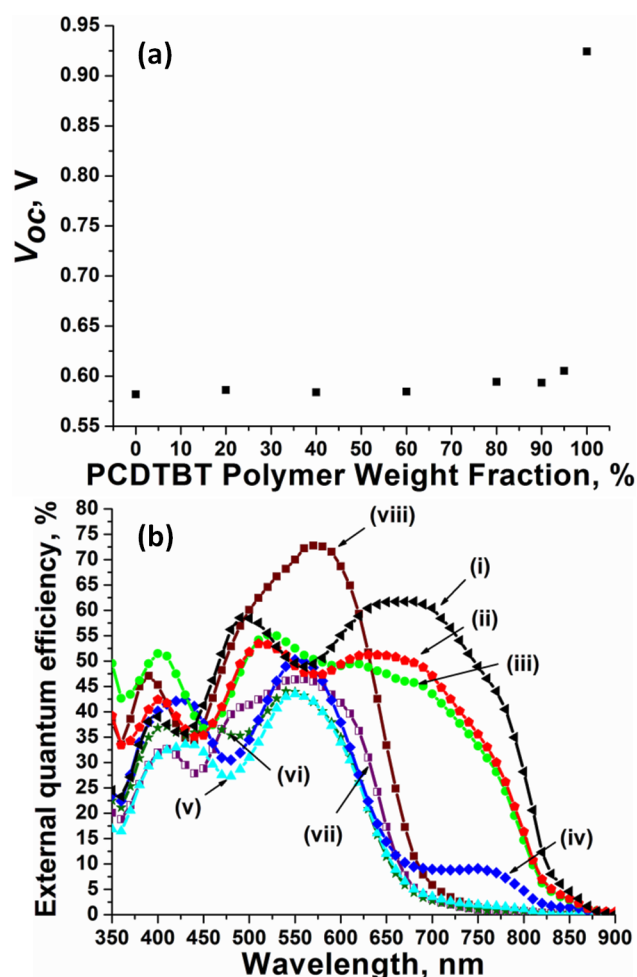 (a)
Voc, V
0.95
0.90
0.85
0.80
0.75
0.70
0.65
0.60
0.55
0 10 20 30 40 50 60 70 80 90 100
PCDTBT Polymer Weight Fraction, %
(b)
External quantum efficiency, %
80
75
70
65
60
55
50
45
40
35
30
25
20
15
10
5
0
(viii)
(i)
(ii)
(iii)
(vi)
(v)
(vii)
(iv)
350 400 450 500 550 600 650 700 750 800 850 900
Wavelength, nm